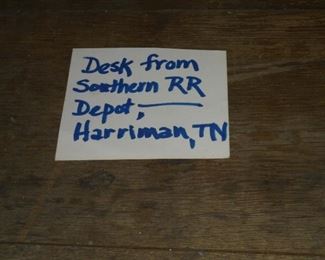 Desk from
Southern RR
Depot,
Harriman, TN